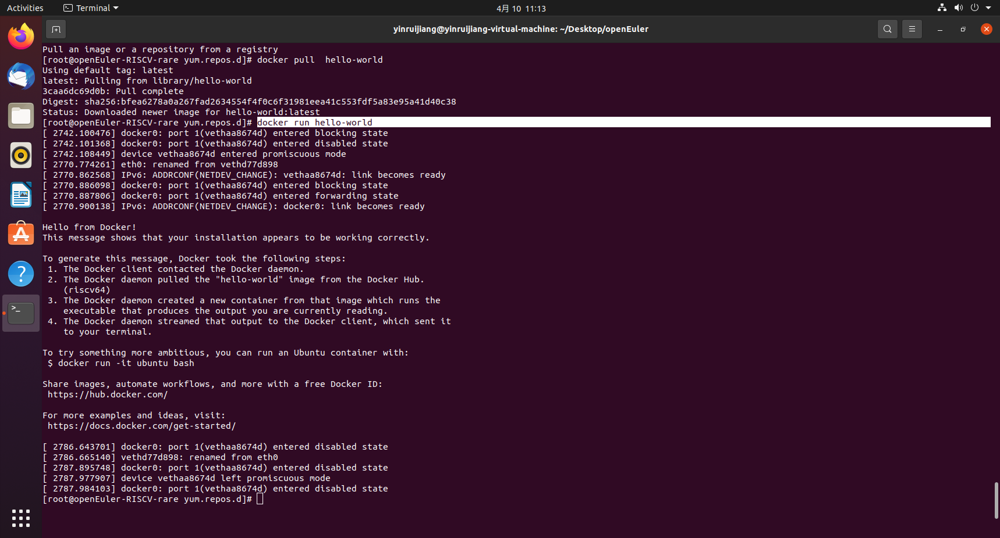 Activities
Terminal
4月 10 11:13
yinruijiang@yinruijiang-virtual-machine: ~/Desktop/openEuler
Pull an image or a repository from a registry
[root@openEuler-RISCV-rare yum.repos.d]# docker pull  hello-world
Using default tag: latest
latest: Pulling from library/hello-world
3caa6dc69d0b: Pull complete
Digest: sha256:bfea6278a0a267fad2634554f4f0c6f31981eea41c553fdf5a83e95a41d40c38
Status: Downloaded newer image for hello-world:latest
[root@openEuler-RISCV-rare yum.repos.d]# docker run hello-world
[ 2742.100476] docker0: port 1(vethaa8674d) entered blocking state
[ 2742.101368] docker0: port 1(vethaa8674d) entered disabled state
[ 2742.108449] device vethaa8674d entered promiscuous mode
[ 2770.774261] eth0: renamed from vethd77d898
[ 2770.862568] IPv6: ADDRCONF(NETDEV_CHANGE): vethaa8674d: link becomes ready
[ 2770.886098] docker0: port 1(vethaa8674d) entered blocking state
[ 2770.887806] docker0: port 1(vethaa8674d) entered forwarding state
[ 2770.900138] IPv6: ADDRCONF(NETDEV_CHANGE): docker0: link becomes ready
Hello from Docker!
This message shows that your installation appears to be working correctly.
To generate this message, Docker took the following steps:
 1. The Docker client contacted the Docker daemon.
 2. The Docker daemon pulled the "hello-world" image from the Docker Hub.
    (riscv64)
 3. The Docker daemon created a new container from that image which runs the
    executable that produces the output you are currently reading.
 4. The Docker daemon streamed that output to the Docker client, which sent it
    to your terminal.
To try something more ambitious, you can run an Ubuntu container with:
 $ docker run -it ubuntu bash
Share images, automate workflows, and more with a free Docker ID:
 https://hub.docker.com/
For more examples and ideas, visit:
 https://docs.docker.com/get-started/
[ 2786.643701] docker0: port 1(vethaa8674d) entered disabled state
[ 2786.665140] vethd77d898: renamed from eth0
[ 2787.895748] docker0: port 1(vethaa8674d) entered disabled state
[ 2787.977907] device vethaa8674d left promiscuous mode
[ 2787.984103] docker0: port 1(vethaa8674d) entered disabled state
[root@openEuler-RISCV-rare yum.repos.d]#